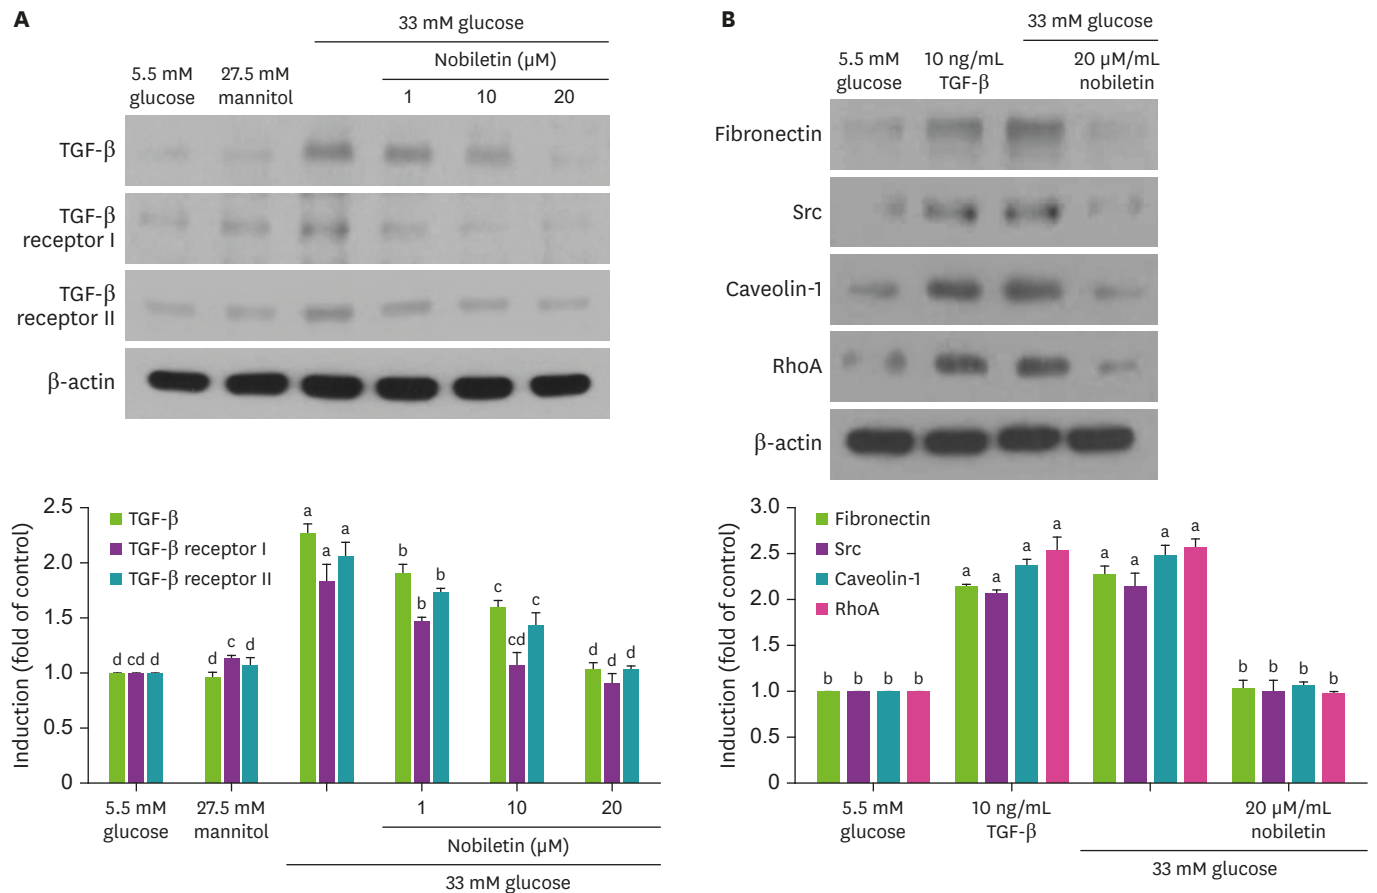 A
33 mM glucose
Nobiletin (μM)
5.5 mM
glucose
27.5 mM
mannitol
1 10 20
TGF-β
TGF-β
receptor I
TGF-β
receptor II
β-actin
2.5
2.0
1.5
1.0
0.5
0
Induction (fold of control)
TGF-β
TGF-β receptor I
TGF-β receptor II
d cd d
d c d
a a a
b b b
c cd c
d d d
5.5 mM
glucose
27.5 mM
mannitol
1 10 20
Nobiletin (μM)
33 mM glucose
B
33 mM glucose
5.5 mM
glucose
10 ng/mL
TGF-β
20 μM/mL
nobiletin
Fibronectin
Src
Caveolin-1
RhoA
β-actin
3.0
2.5
2.0
1.5
1.0
0.5
0
Induction (fold of control)
Fibronectin
Src
Caveolin-1
RhoA
b b b b
a a a a
a a a a
b b b b
5.5 mM
glucose
10 ng/mL
TGF-β
20 μM/mL
nobiletin
33 mM glucose